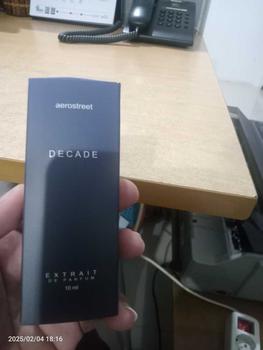 aerostreet
DECADE
EXTRAIT
DE PARFUM
10 ml
2025/02/04 18:16